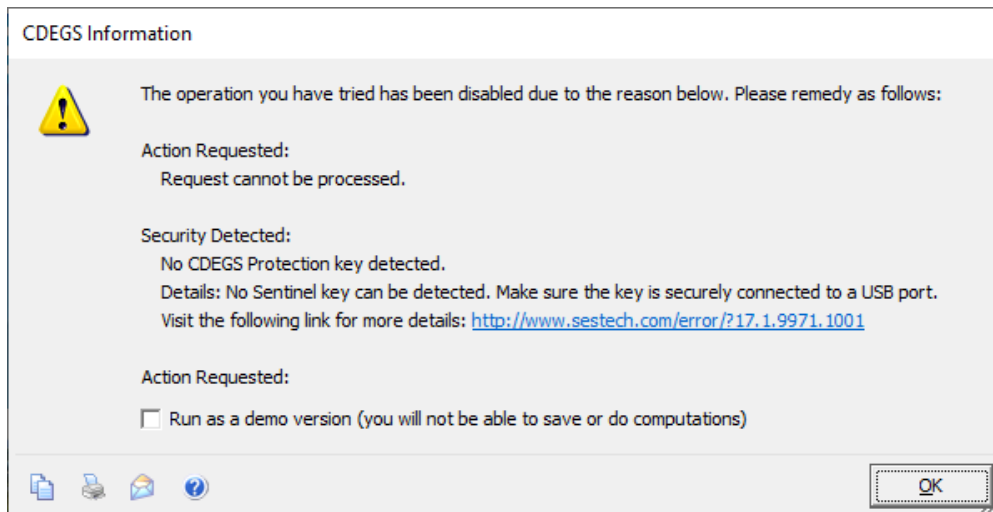 CDEGS Information
The operation you have tried has been disabled due to the reason below. Please remedy as follows:
Action Requested:
Request cannot be processed.
Security Detected:
No CDEGS Protection key detected.
Details: No Sentinel key can be detected. Make sure the key is securely connected to a USB port.
Visit the following link for more details: http://www.sestech.com/error/?17.1.9971.1001
Action Requested:
Run as a demo version (you will not be able to save or do computations)
OK